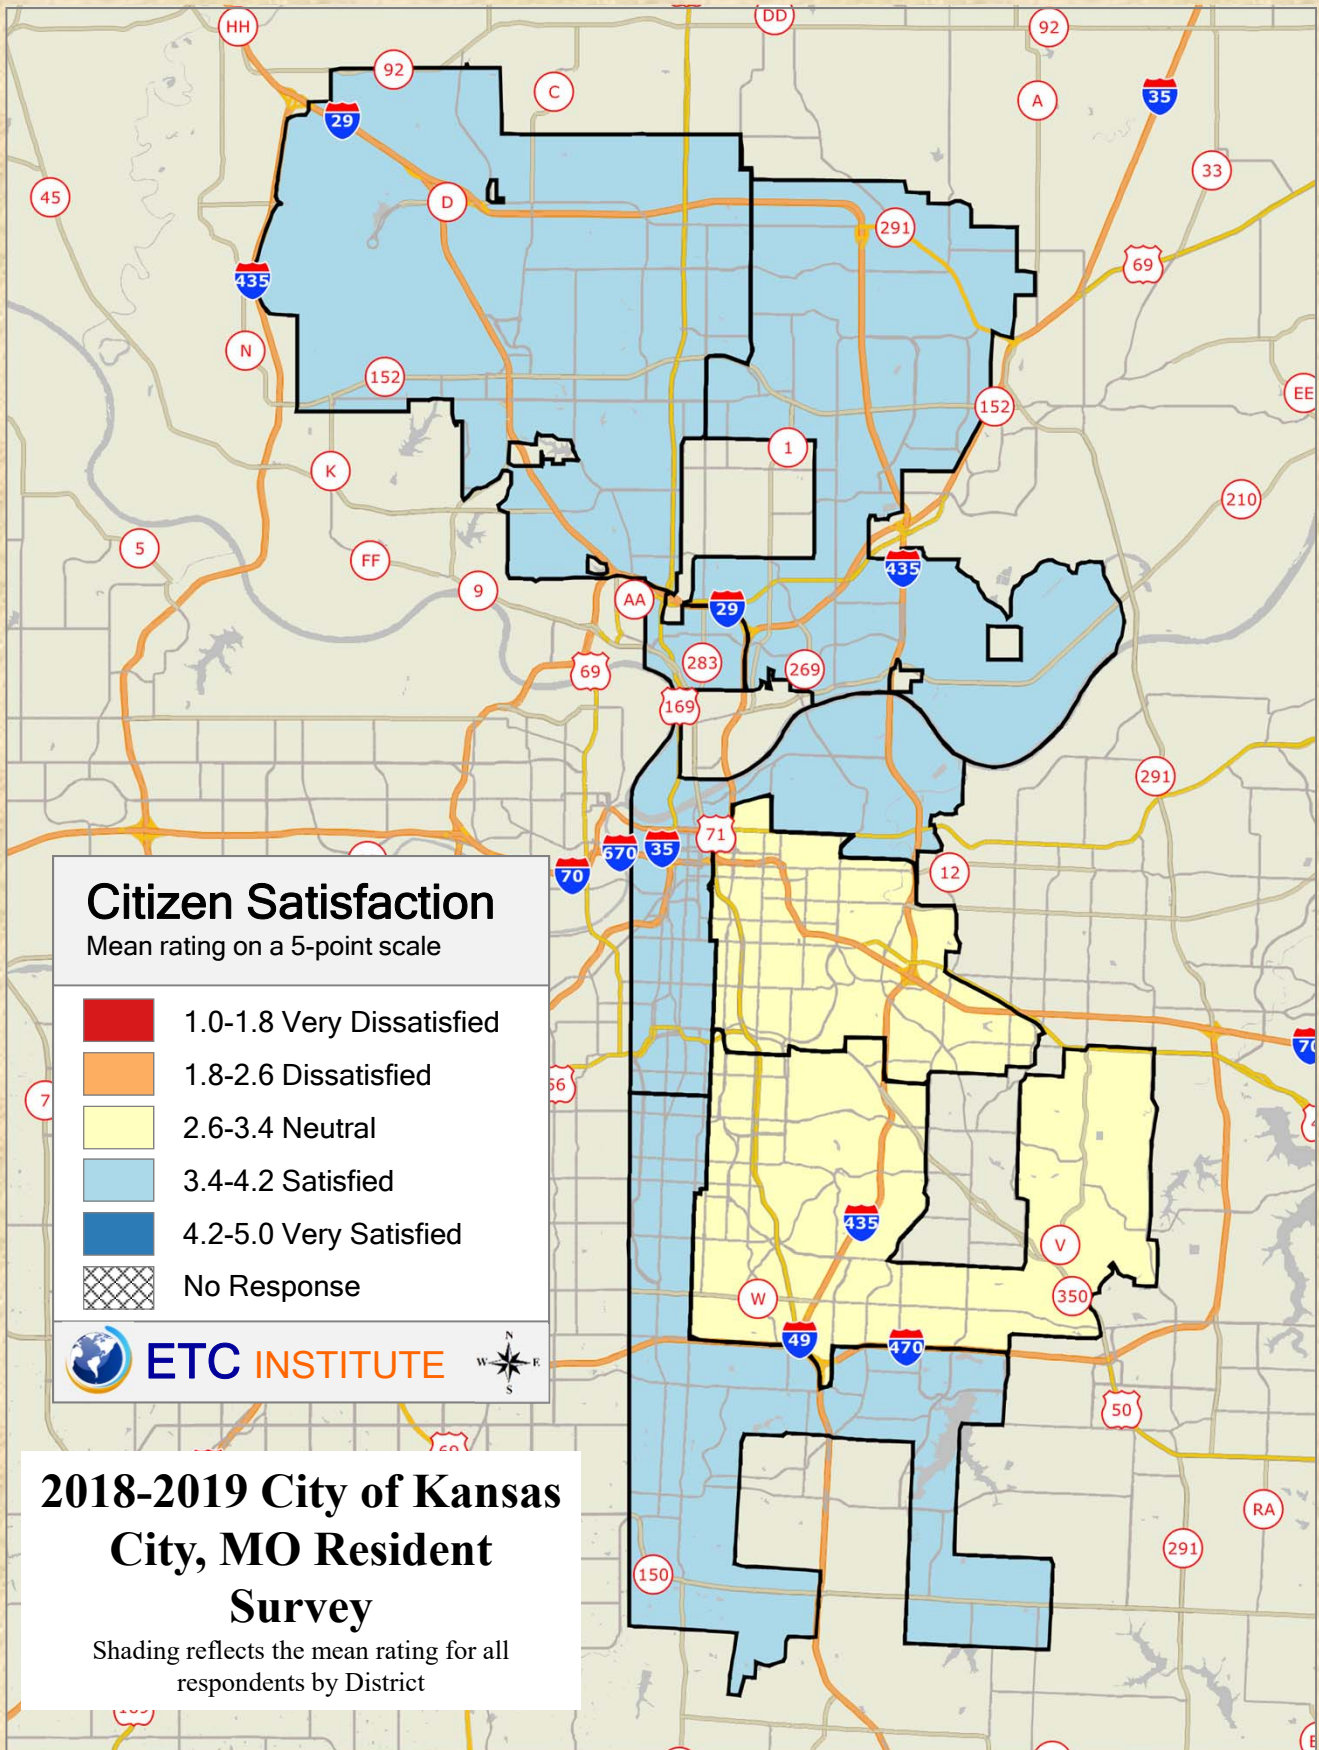 HH
DD
92
92
C
29
A
35
33
45
D
291
69
435
N
152
EE
152
1
K
210
5
FF
435
9
AA
29
283
269
69
169
291
71
670
35
70
12
Citizen Satisfaction
Mean rating on a 5-point scale
1.0-1.8 Very Dissatisfied
1.8-2.6 Dissatisfied
2.6-3.4 Neutral
3.4-4.2 Satisfied
4.2-5.0 Very Satisfied
No Response
ETC INSTITUTE
N
W E
S
70
7
435
V
W
350
49
470
50
2018-2019 City of Kansas
City, MO Resident
Survey
Shading reflects the mean rating for all
respondents by District
RA
291
150